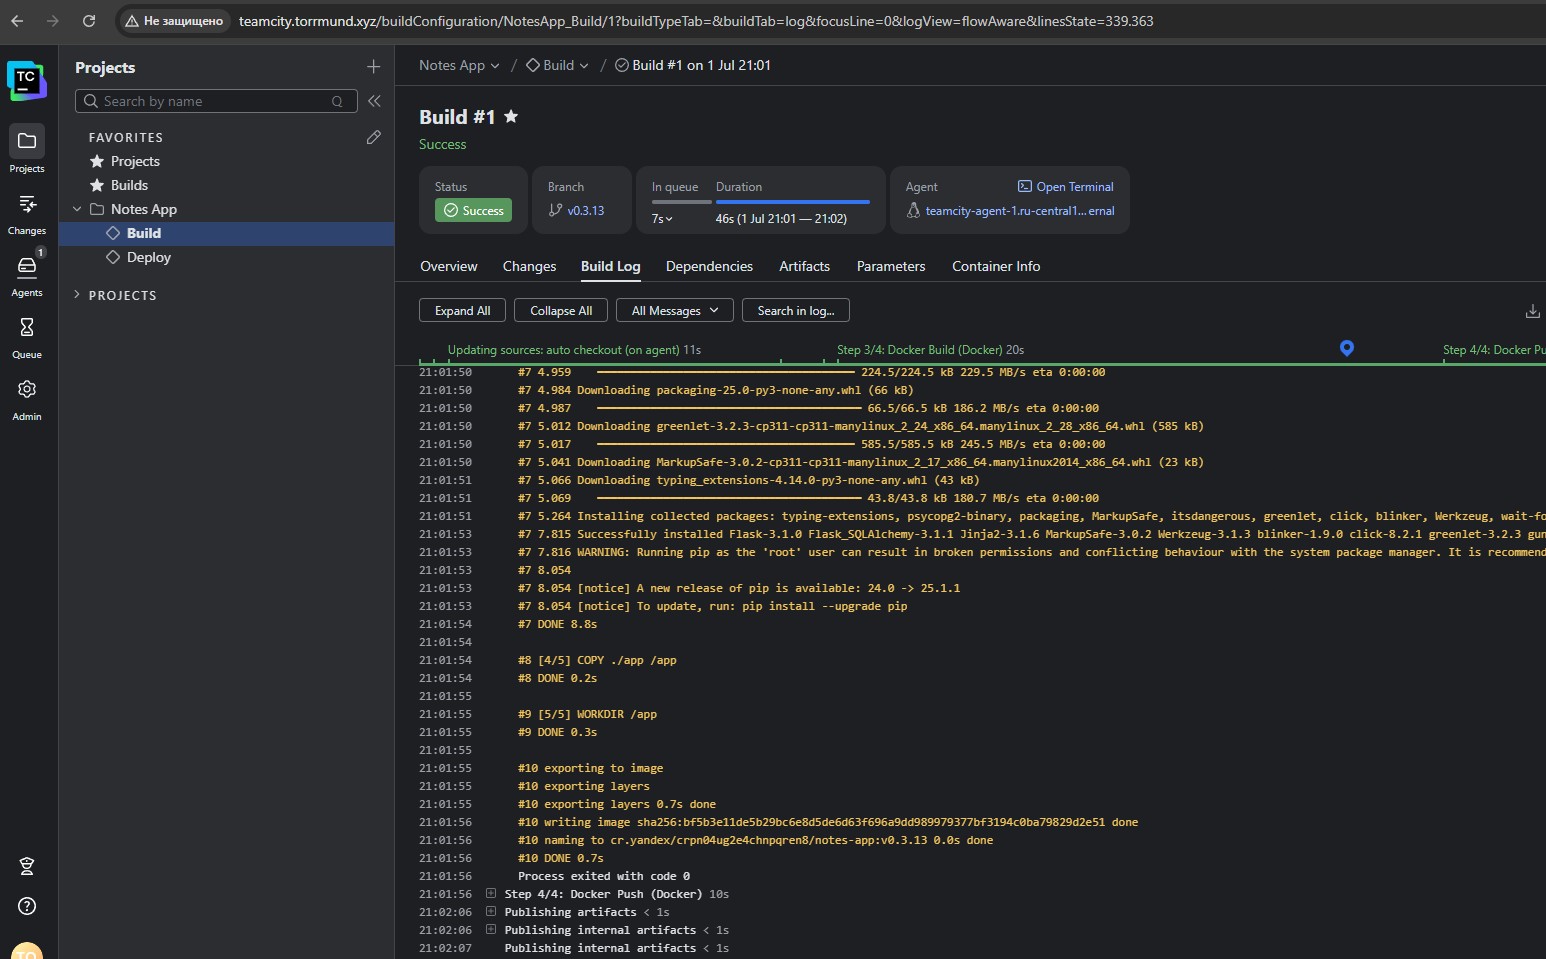 Не защищено teamcity.torrmund.xyz/buildConfiguration/NotesApp_Build/1?buildTypeTab=&buildTab=log&focusLine=0&logView=flowAware&linesState=339.363
TC
Projects
Changes
1
Agents
Queue
Admin
Projects
Search by name Q
FAVORITES
Projects
Builds
Notes App
Build
Deploy
PROJECTS
Notes App / Build / Build #1 on 1 Jul 21:01
Build #1
Success
Status
Success
Branch
v0.3.13
In queue Duration
7s 46s (1 Jul 21:01 — 21:02)
Agent Open Terminal
teamcity-agent-1.ru-central1...ernal
Overview Changes Build Log Dependencies Artifacts Parameters Container Info
Expand All Collapse All All Messages Search in log...
Updating sources: auto checkout (on agent) 11s Step 3/4: Docker Build (Docker) 20s Step 4/4: Docker Pu
21:01:50 #7 4.959 224.5/224.5 kB 229.5 MB/s eta 0:00:00
21:01:50 #7 4.984 Downloading packaging-25.0-py3-none-any.whl (66 kB)
21:01:50 #7 4.987 66.5/66.5 kB 186.2 MB/s eta 0:00:00
21:01:50 #7 5.012 Downloading greenlet-3.2.3-cp311-cp311-manylinux_2_24_x86_64.manylinux_2_28_x86_64.whl (585 kB)
21:01:50 #7 5.017 585.5/585.5 kB 245.5 MB/s eta 0:00:00
21:01:50 #7 5.041 Downloading MarkupSafe-3.0.2-cp311-cp311-manylinux_2_17_x86_64.manylinux2014_x86_64.whl (23 kB)
21:01:51 #7 5.066 Downloading typing_extensions-4.14.0-py3-none-any.whl (43 kB)
21:01:51 #7 5.069 43.8/43.8 kB 180.7 MB/s eta 0:00:00
21:01:51 #7 5.264 Installing collected packages: typing-extensions, psycopg2-binary, packaging, MarkupSafe, itsdangerous, greenlet, click, blinker, Werkzeug, wait-fo
21:01:53 #7 7.815 Successfully installed Flask-3.1.0 Flask_SQLAlchemy-3.1.1 Jinja2-3.1.6 MarkupSafe-3.0.2 Werkzeug-3.1.3 blinker-1.9.0 click-8.2.1 greenlet-3.2.3 gun
21:01:53 #7 7.816 WARNING: Running pip as the 'root' user can result in broken permissions and conflicting behaviour with the system package manager. It is recommend
21:01:53 #7 8.054
21:01:53 #7 8.054 [notice] A new release of pip is available: 24.0 -> 25.1.1
21:01:53 #7 8.054 [notice] To update, run: pip install --upgrade pip
21:01:54 #7 DONE 8.8s
21:01:54
21:01:54 #8 [4/5] COPY ./app /app
21:01:54 #8 DONE 0.2s
21:01:55
21:01:55 #9 [5/5] WORKDIR /app
21:01:55 #9 DONE 0.3s
21:01:55
21:01:55 #10 exporting to image
21:01:55 #10 exporting layers
21:01:55 #10 exporting layers 0.7s done
21:01:56 #10 writing image sha256:bf5b3e11de5b29bc6e8d5de6d63f696a9dd989979377bf3194c0ba79829d2e51 done
21:01:56 #10 naming to cr.yandex/crpn04ug2e4chnpqren8/notes-app:v0.3.13 0.0s done
21:01:56 #10 DONE 0.7s
21:01:56 Process exited with code 0
21:01:56 Step 4/4: Docker Push (Docker) 10s
21:02:06 Publishing artifacts < 1s
21:02:06 Publishing internal artifacts < 1s
21:02:07 Publishing internal artifacts < 1s